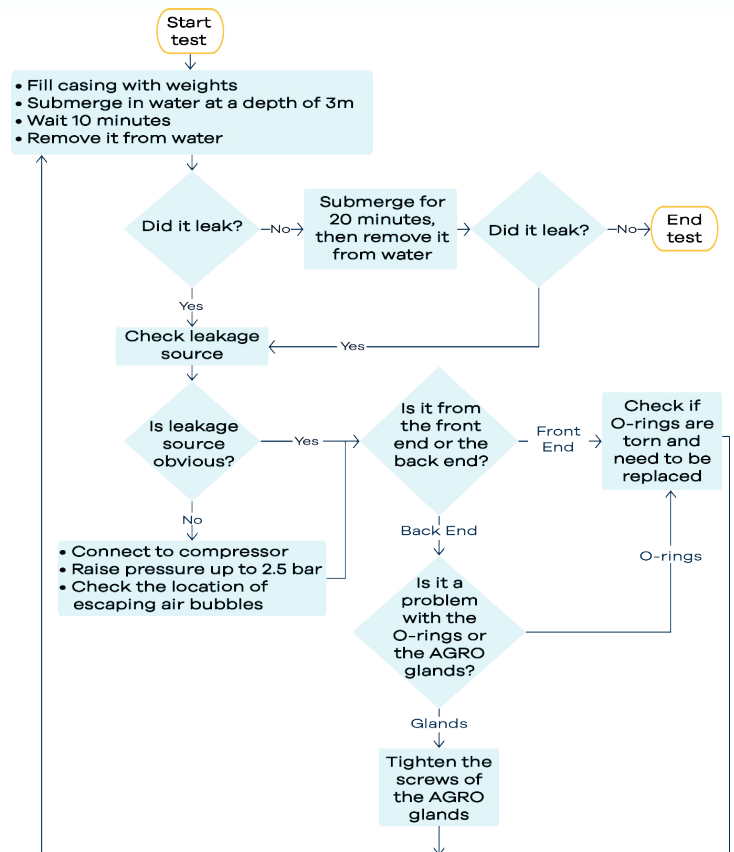 Start
test
• Fill casing with weights
• Submerge in water at a depth of 3m
• Wait 10 minutes
• Remove it from water
Did it leak?
No
Submerge for
20 minutes,
then remove it
from water
Did it leak?
No
End
test
Yes
Check leakage
source
Yes
Is leakage
source
obvious?
Yes
Is it from
the front
end or the
back end?
Front
End
Check if
O-rings are
torn and
need to be
replaced
No
• Connect to compressor
• Raise pressure up to 2.5 bar
• Check the location of
escaping air bubbles
Back End
O-rings
Is it a
problem
with the
O-rings or
the AGRO
glands?
Glands
Tighten the
screws of
the AGRO
glands